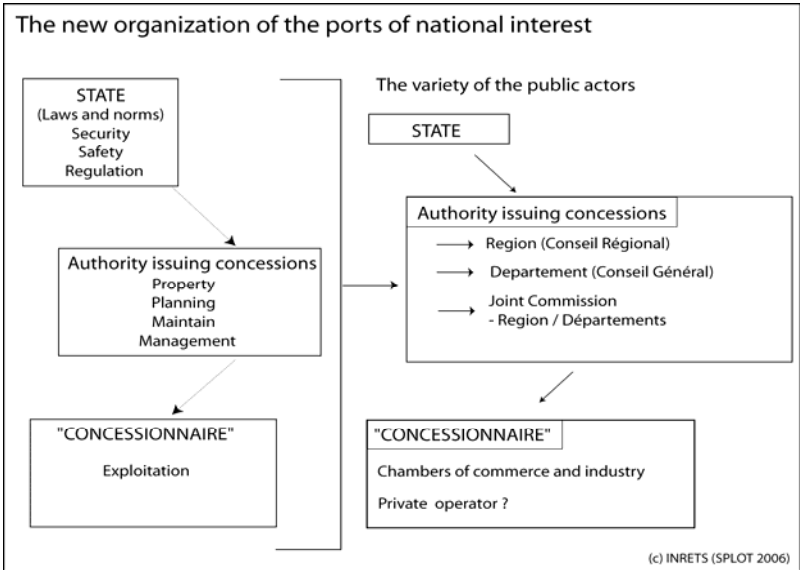 The new organization of the ports of national interest
STATE
(Laws and norms)
Security
Safety
Regulation
Authority issuing concessions
Property
Planning
Maintain
Management
"CONCESSIONNAIRE"
Exploitation
The variety of the public actors
STATE
Authority issuing concessions
Region (Conseil Régional)
Departement (Conseil Général)
Joint Commission
- Region / Départements
"CONCESSIONNAIRE"
Chambers of commerce and industry
Private operator ?
(c) INRETS (SPLOT 2006)